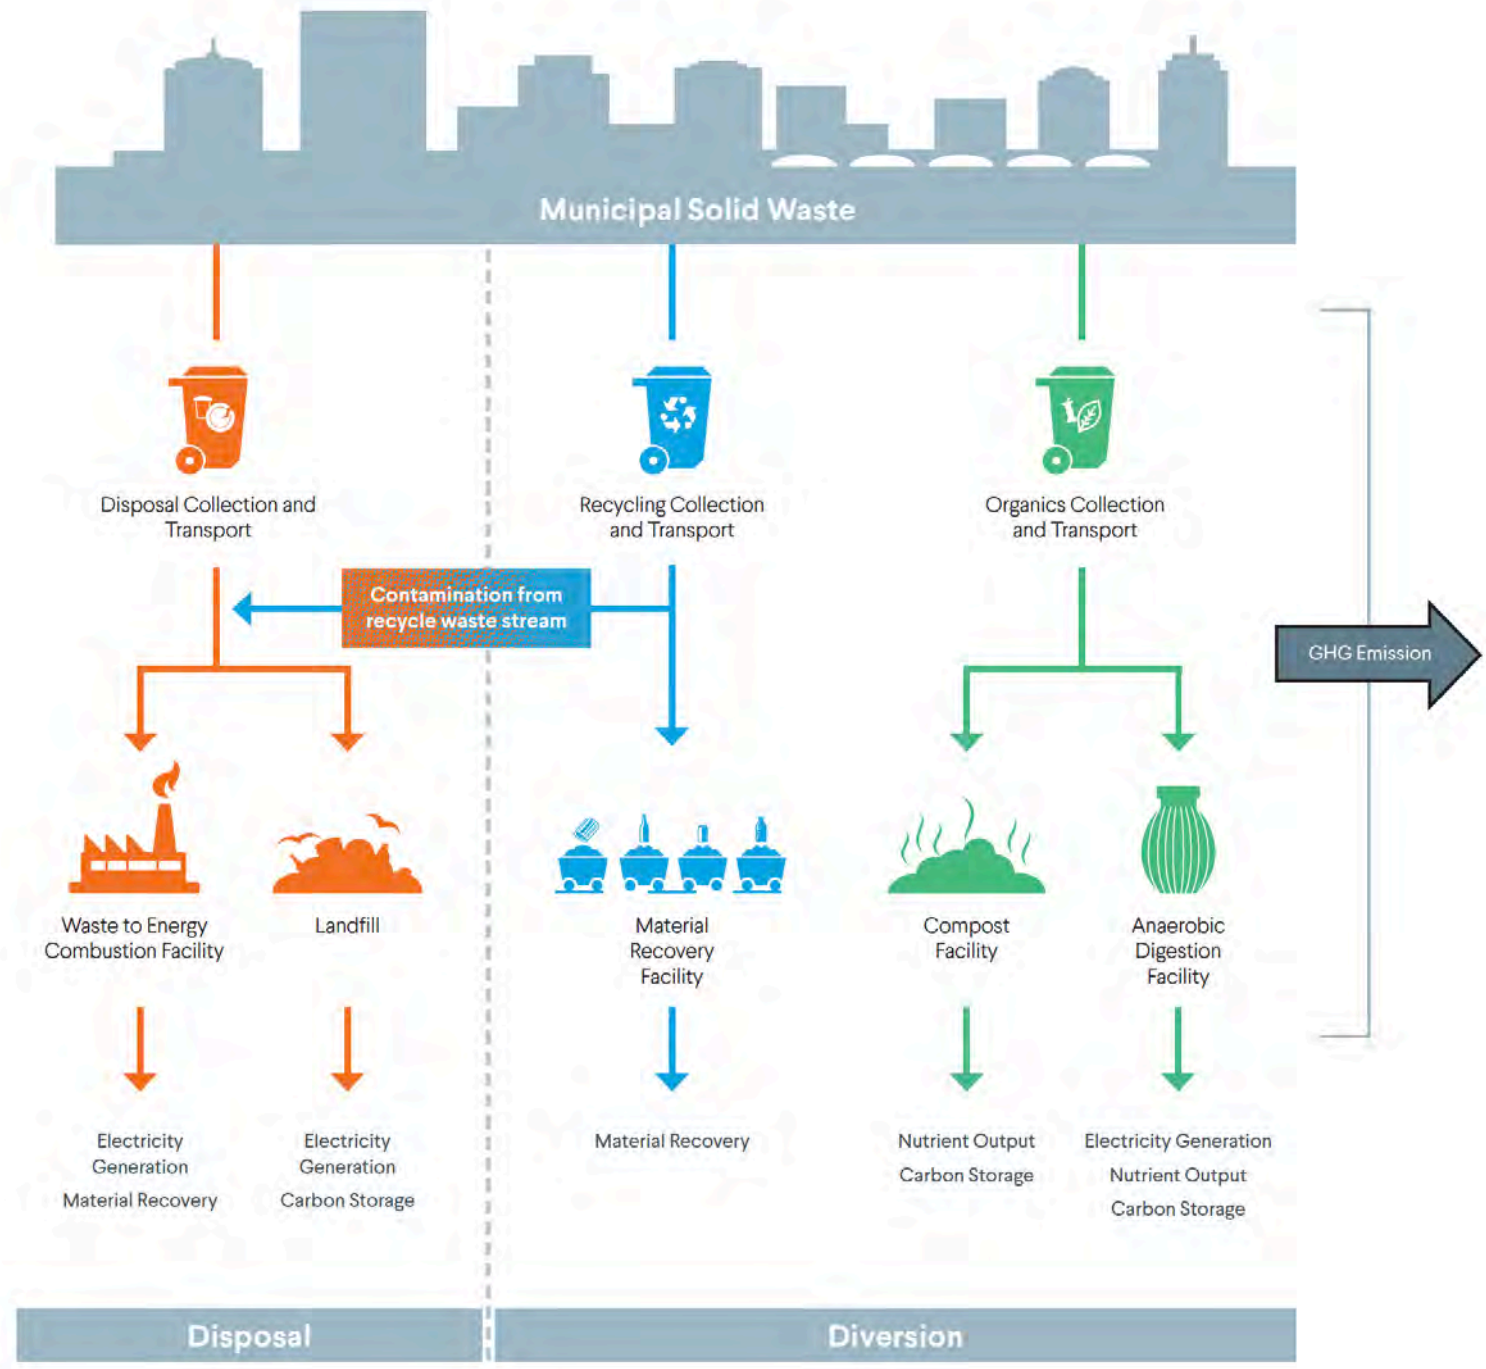 Municipal Solid Waste
Disposal Collection and
Transport
Recycling Collection
and Transport
Organics Collection
and Transport
Contamination from
recycle waste stream
GHG Emission
Waste to Energy
Combustion Facility
Landfill
Material
Recovery
Facility
Compost
Facility
Anaerobic
Digestion
Facility
Electricity
Generation
Material Recovery
Electricity
Generation
Carbon Storage
Material Recovery
Nutrient Output
Carbon Storage
Electricity Generation
Nutrient Output
Carbon Storage
Disposal
Diversion